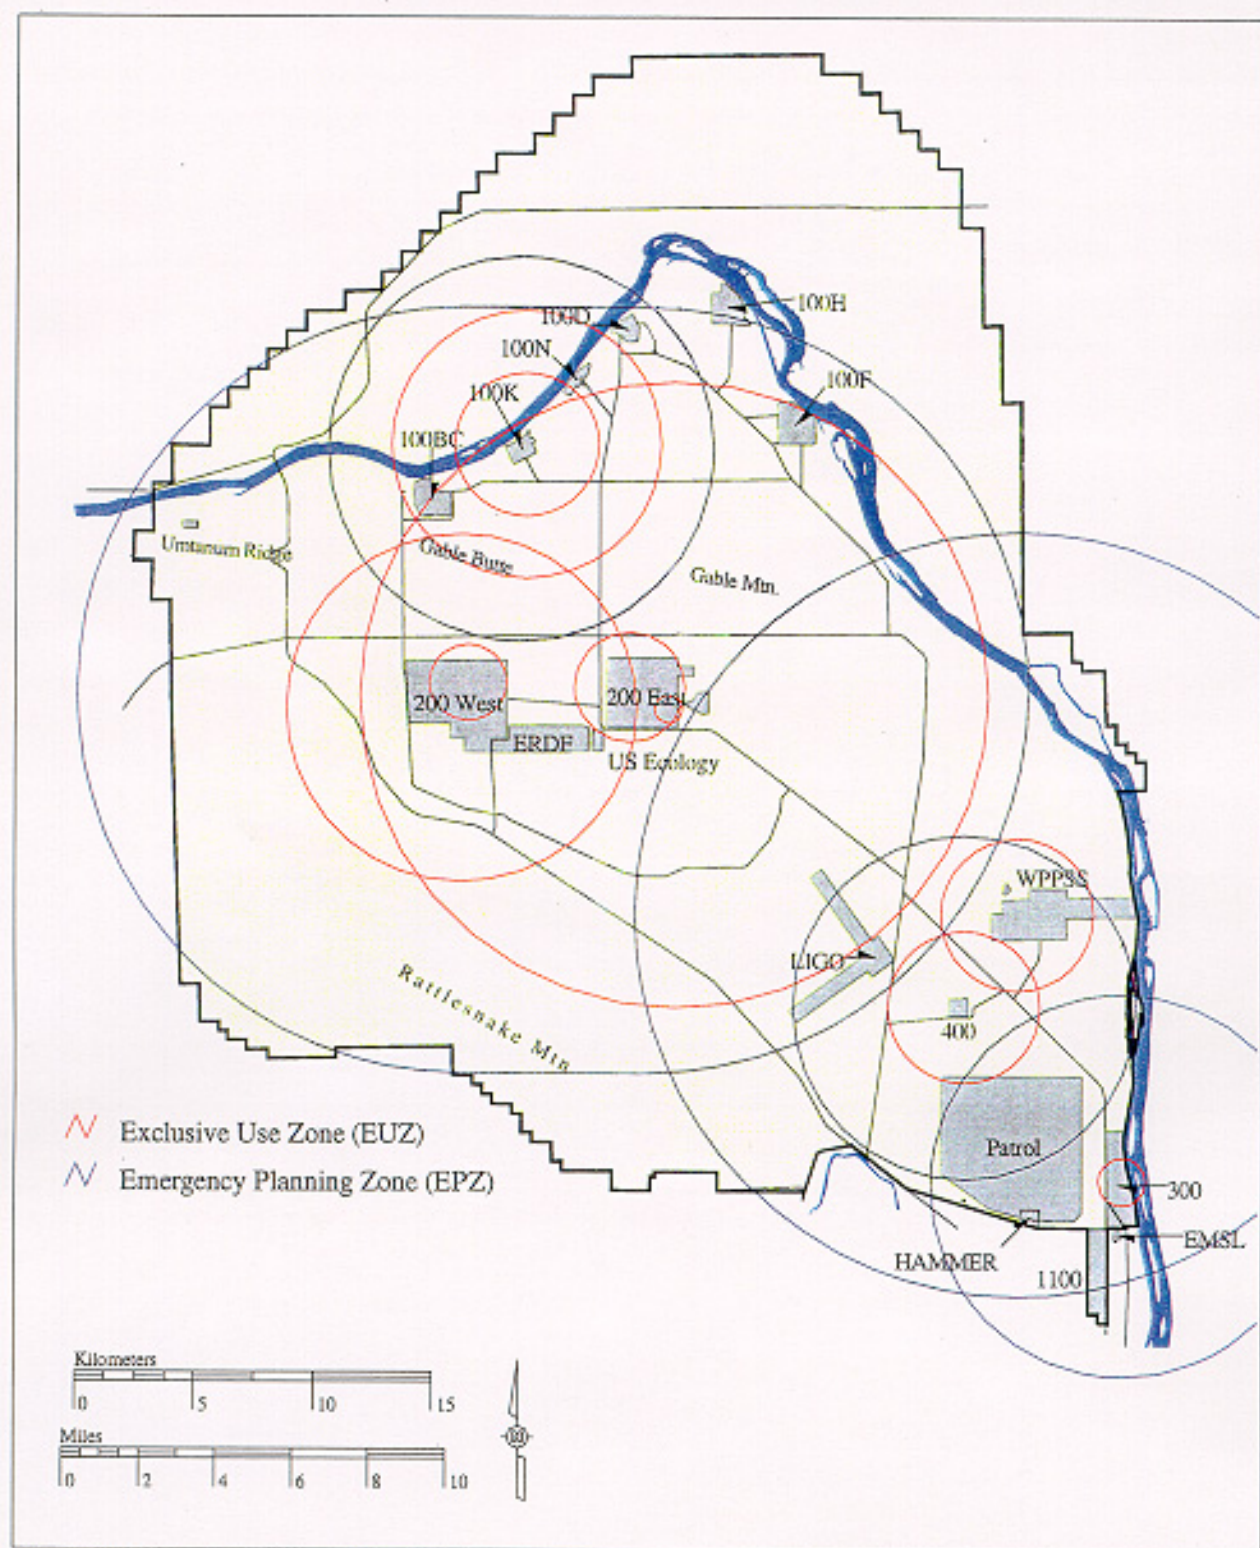 100H
100D
100N
100F
100K
100BC
Umtanum Ridge
Gable Butte
Gable Mtn.
200 West
200 East
ERDF
US Ecology
WPPSS
LIGO
Rattlesnake Mtn
400
Exclusive Use Zone (EUZ)
Emergency Planning Zone (EPZ)
Patrol
300
EMSL
HAMMER
1100
Kilometers
0 5 10 15
Miles
0 2 4 6 8 10